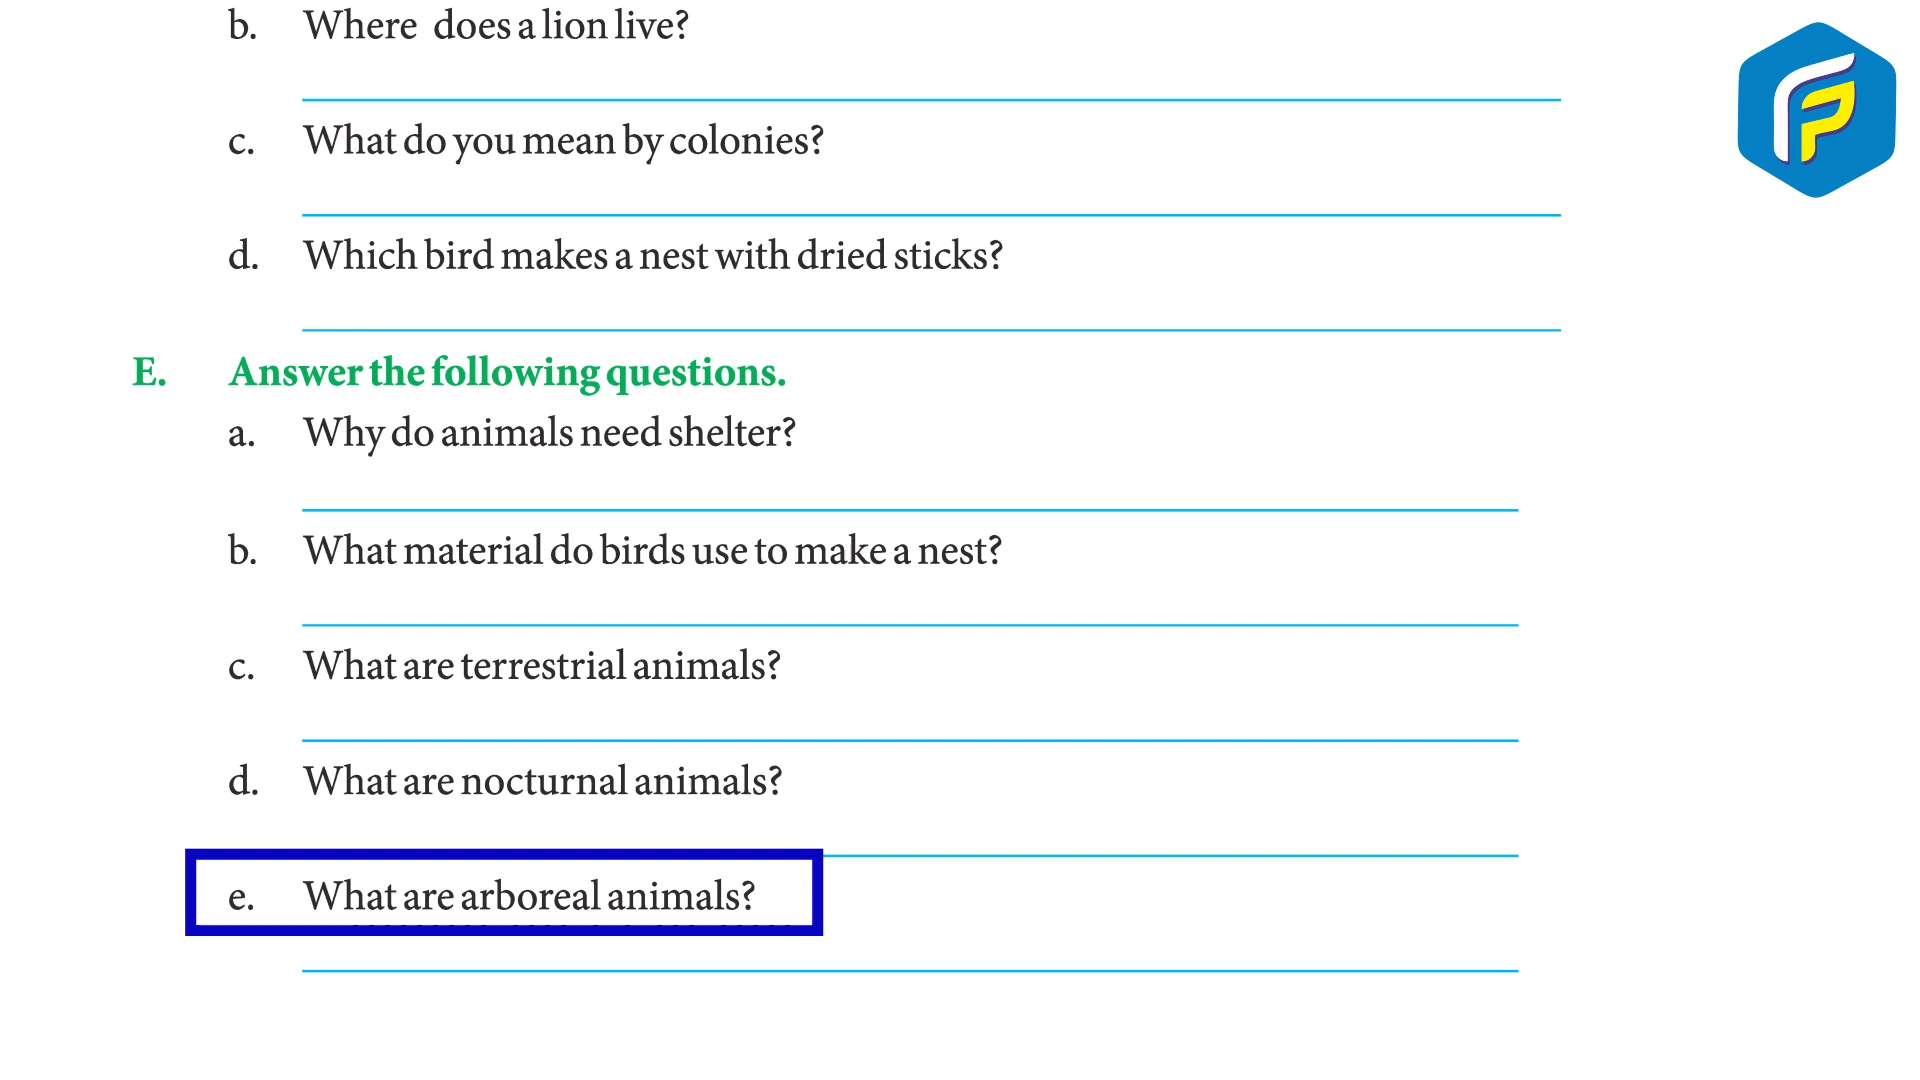 b. Where does a lion live?
c. What do you mean by colonies?
d. Which bird makes a nest with dried sticks?
E. Answer the following questions.
a. Why do animals need shelter?
b. What material do birds use to make a nest?
c. What are terrestrial animals?
d. What are nocturnal animals?
e. What are arboreal animals?